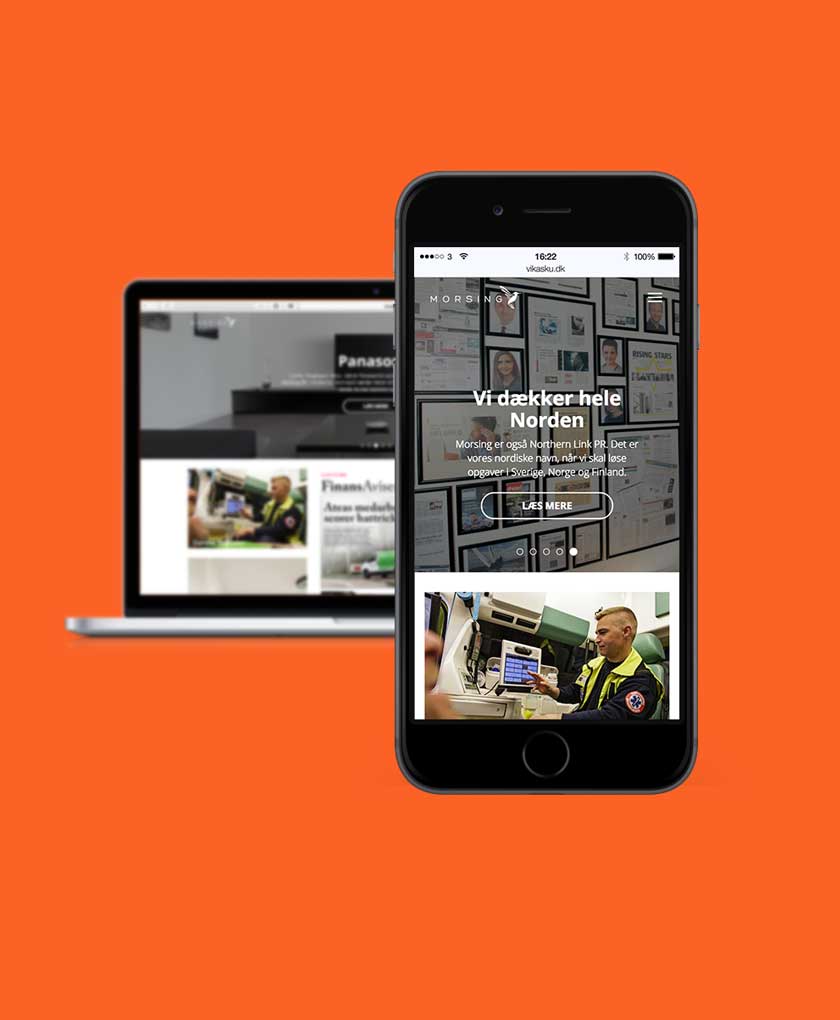 3 16:22 100%
vikasku.dk
MORSING
RISING STARS
Vi dækker hele
Norden
Morsing er også Northern Link PR. Det er
vores nordiske navn, når vi skal løse
opgaver i Sverige, Norge og Finland.
LÆS MERE
Panaso
LÆS MERE
FinansAvise
Ateas medarb
scorer hattrick